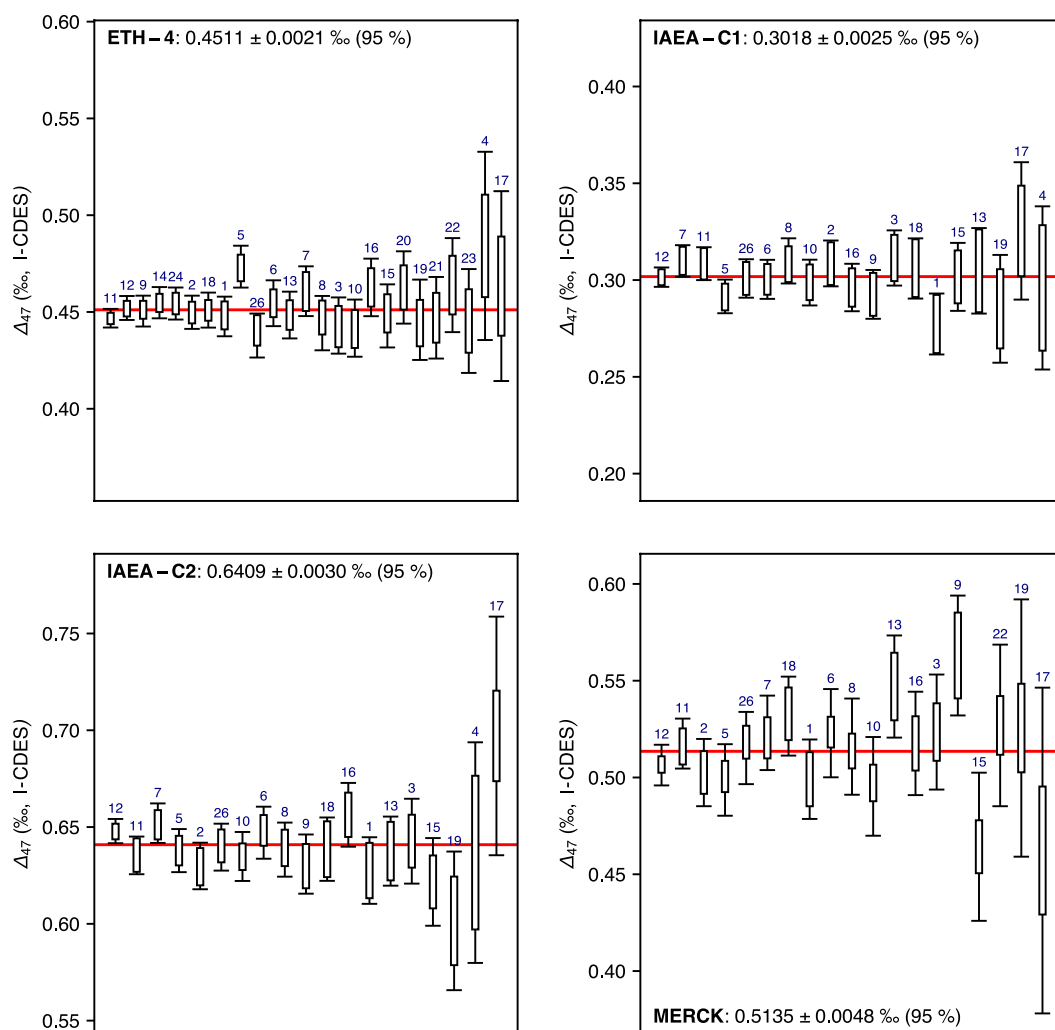 ETH – 4: 0.4511 ± 0.0021 ‰ (95 %)
Δ47 (‰, I-CDES)
0.60
0.55
0.50
0.45
0.40
11 12 9 14 24 2 18 1 5 26 6 13 7 8 3 10 16 15 20 19 21 22 23 4 17
IAEA – C1: 0.3018 ± 0.0025 ‰ (95 %)
Δ47 (‰, I-CDES)
0.40
0.35
0.30
0.25
0.20
12 7 11 5 26 6 8 10 2 16 9 3 18 1 15 13 19 17 4
IAEA – C2: 0.6409 ± 0.0030 ‰ (95 %)
Δ47 (‰, I-CDES)
0.75
0.70
0.65
0.60
0.55
12 11 7 5 2 26 10 6 8 9 18 16 1 13 3 15 19 4 17
Δ47 (‰, I-CDES)
0.60
0.55
0.50
0.45
0.40
12 11 2 5 26 7 18 1 6 8 10 13 16 3 9 15 22 19 17
MERCK: 0.5135 ± 0.0048 ‰ (95 %)